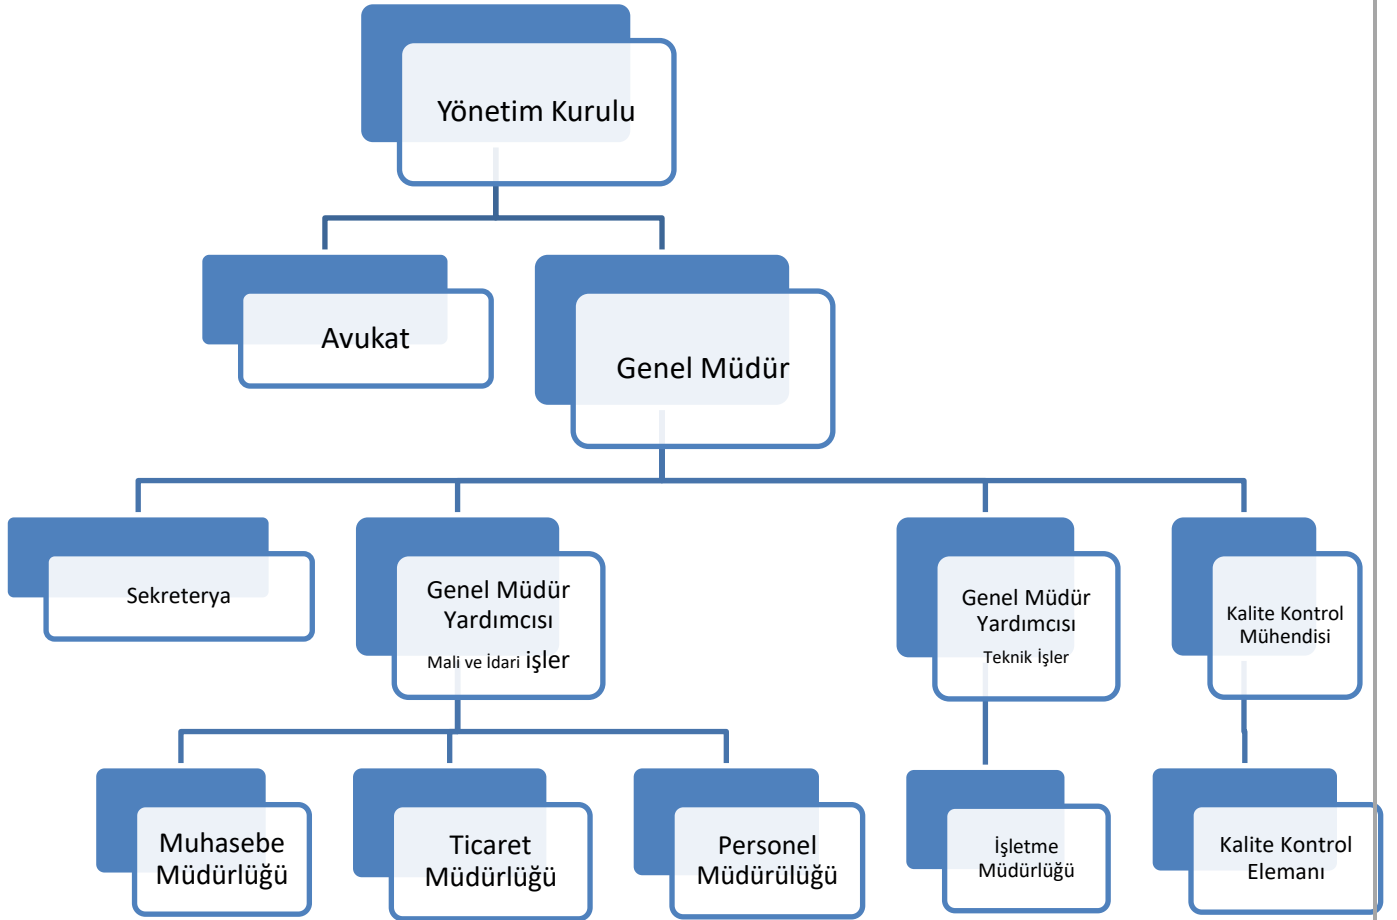 Yönetim Kurulu
Avukat
Genel Müdür
Sekreterya
Genel Müdür
Yardımcısı
Mali ve İdari işler
Genel Müdür
Yardımcısı
Teknik İşler
Kalite Kontrol
Mühendisi
Muhasebe
Müdürlüğü
Ticaret
Müdürlüğü
Personel
Müdürülüğü
İşletme
Müdürlüğü
Kalite Kontrol
Elemanı